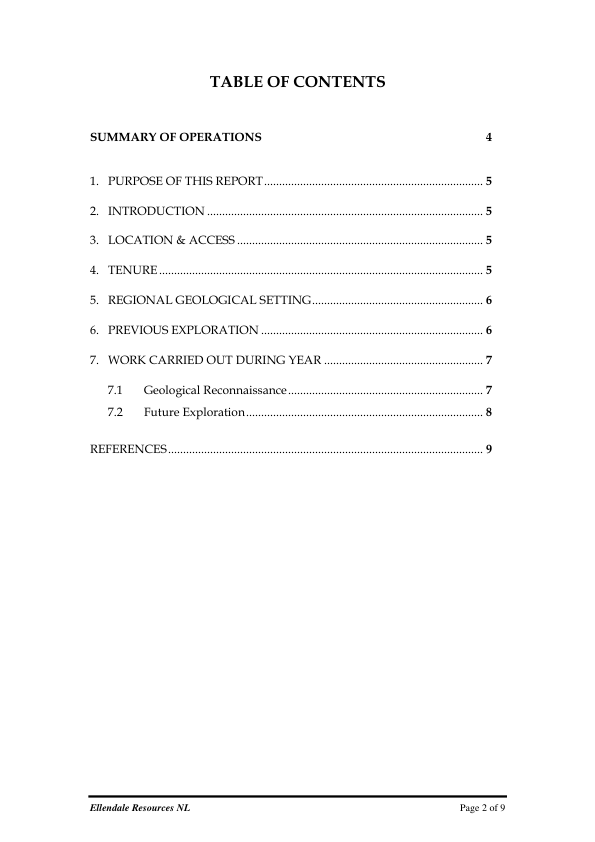 TABLE OF CONTENTS
SUMMARY OF OPERATIONS 4
1. PURPOSE OF THIS REPORT ........................................................................ 5
2. INTRODUCTION ........................................................................................... 5
3. LOCATION & ACCESS ................................................................................. 5
4. TENURE ........................................................................................................... 5
5. REGIONAL GEOLOGICAL SETTING ........................................................ 6
6. PREVIOUS EXPLORATION ......................................................................... 6
7. WORK CARRIED OUT DURING YEAR .................................................... 7
7.1 Geological Reconnaissance ................................................................ 7
7.2 Future Exploration .............................................................................. 8
REFERENCES ........................................................................................................ 9
Ellendale Resources NL Page 2 of 9